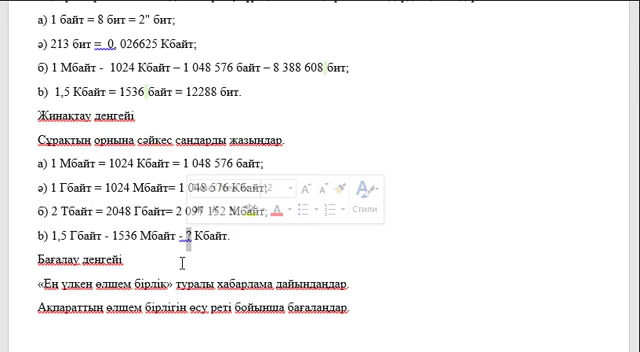 а) 1 байт = 8 бит = 2" бит;
ә) 213 бит = 0, 026625 Кбайт;
б) 1 Мбайт - 1024 Кбайт – 1 048 576 байт – 8 388 608 бит;
b) 1,5 Кбайт = 1536 байт = 12288 бит.
Жинақтау деңгейі
Сұрақтың орнына сәйкес сандарды жазыңдар.
а) 1 Мбайт = 1024 Кбайт = 1 048 576 байт;
ә) 1 Гбайт = 1024 Мбайт= 1 048 576 Кбайт;
б) 2 Тбайт = 2048 Гбайт= 2 097 152 Мбайт;
Стили
b) 1,5 Гбайт - 1536 Мбайт - ? Кбайт.
Бағалау деңгейі
«Ең үлкен өлшем бірлік» туралы хабарлама дайындаңдар.
Ақпараттың өлшем бірлігін өсу реті бойынша бағалаңдар.